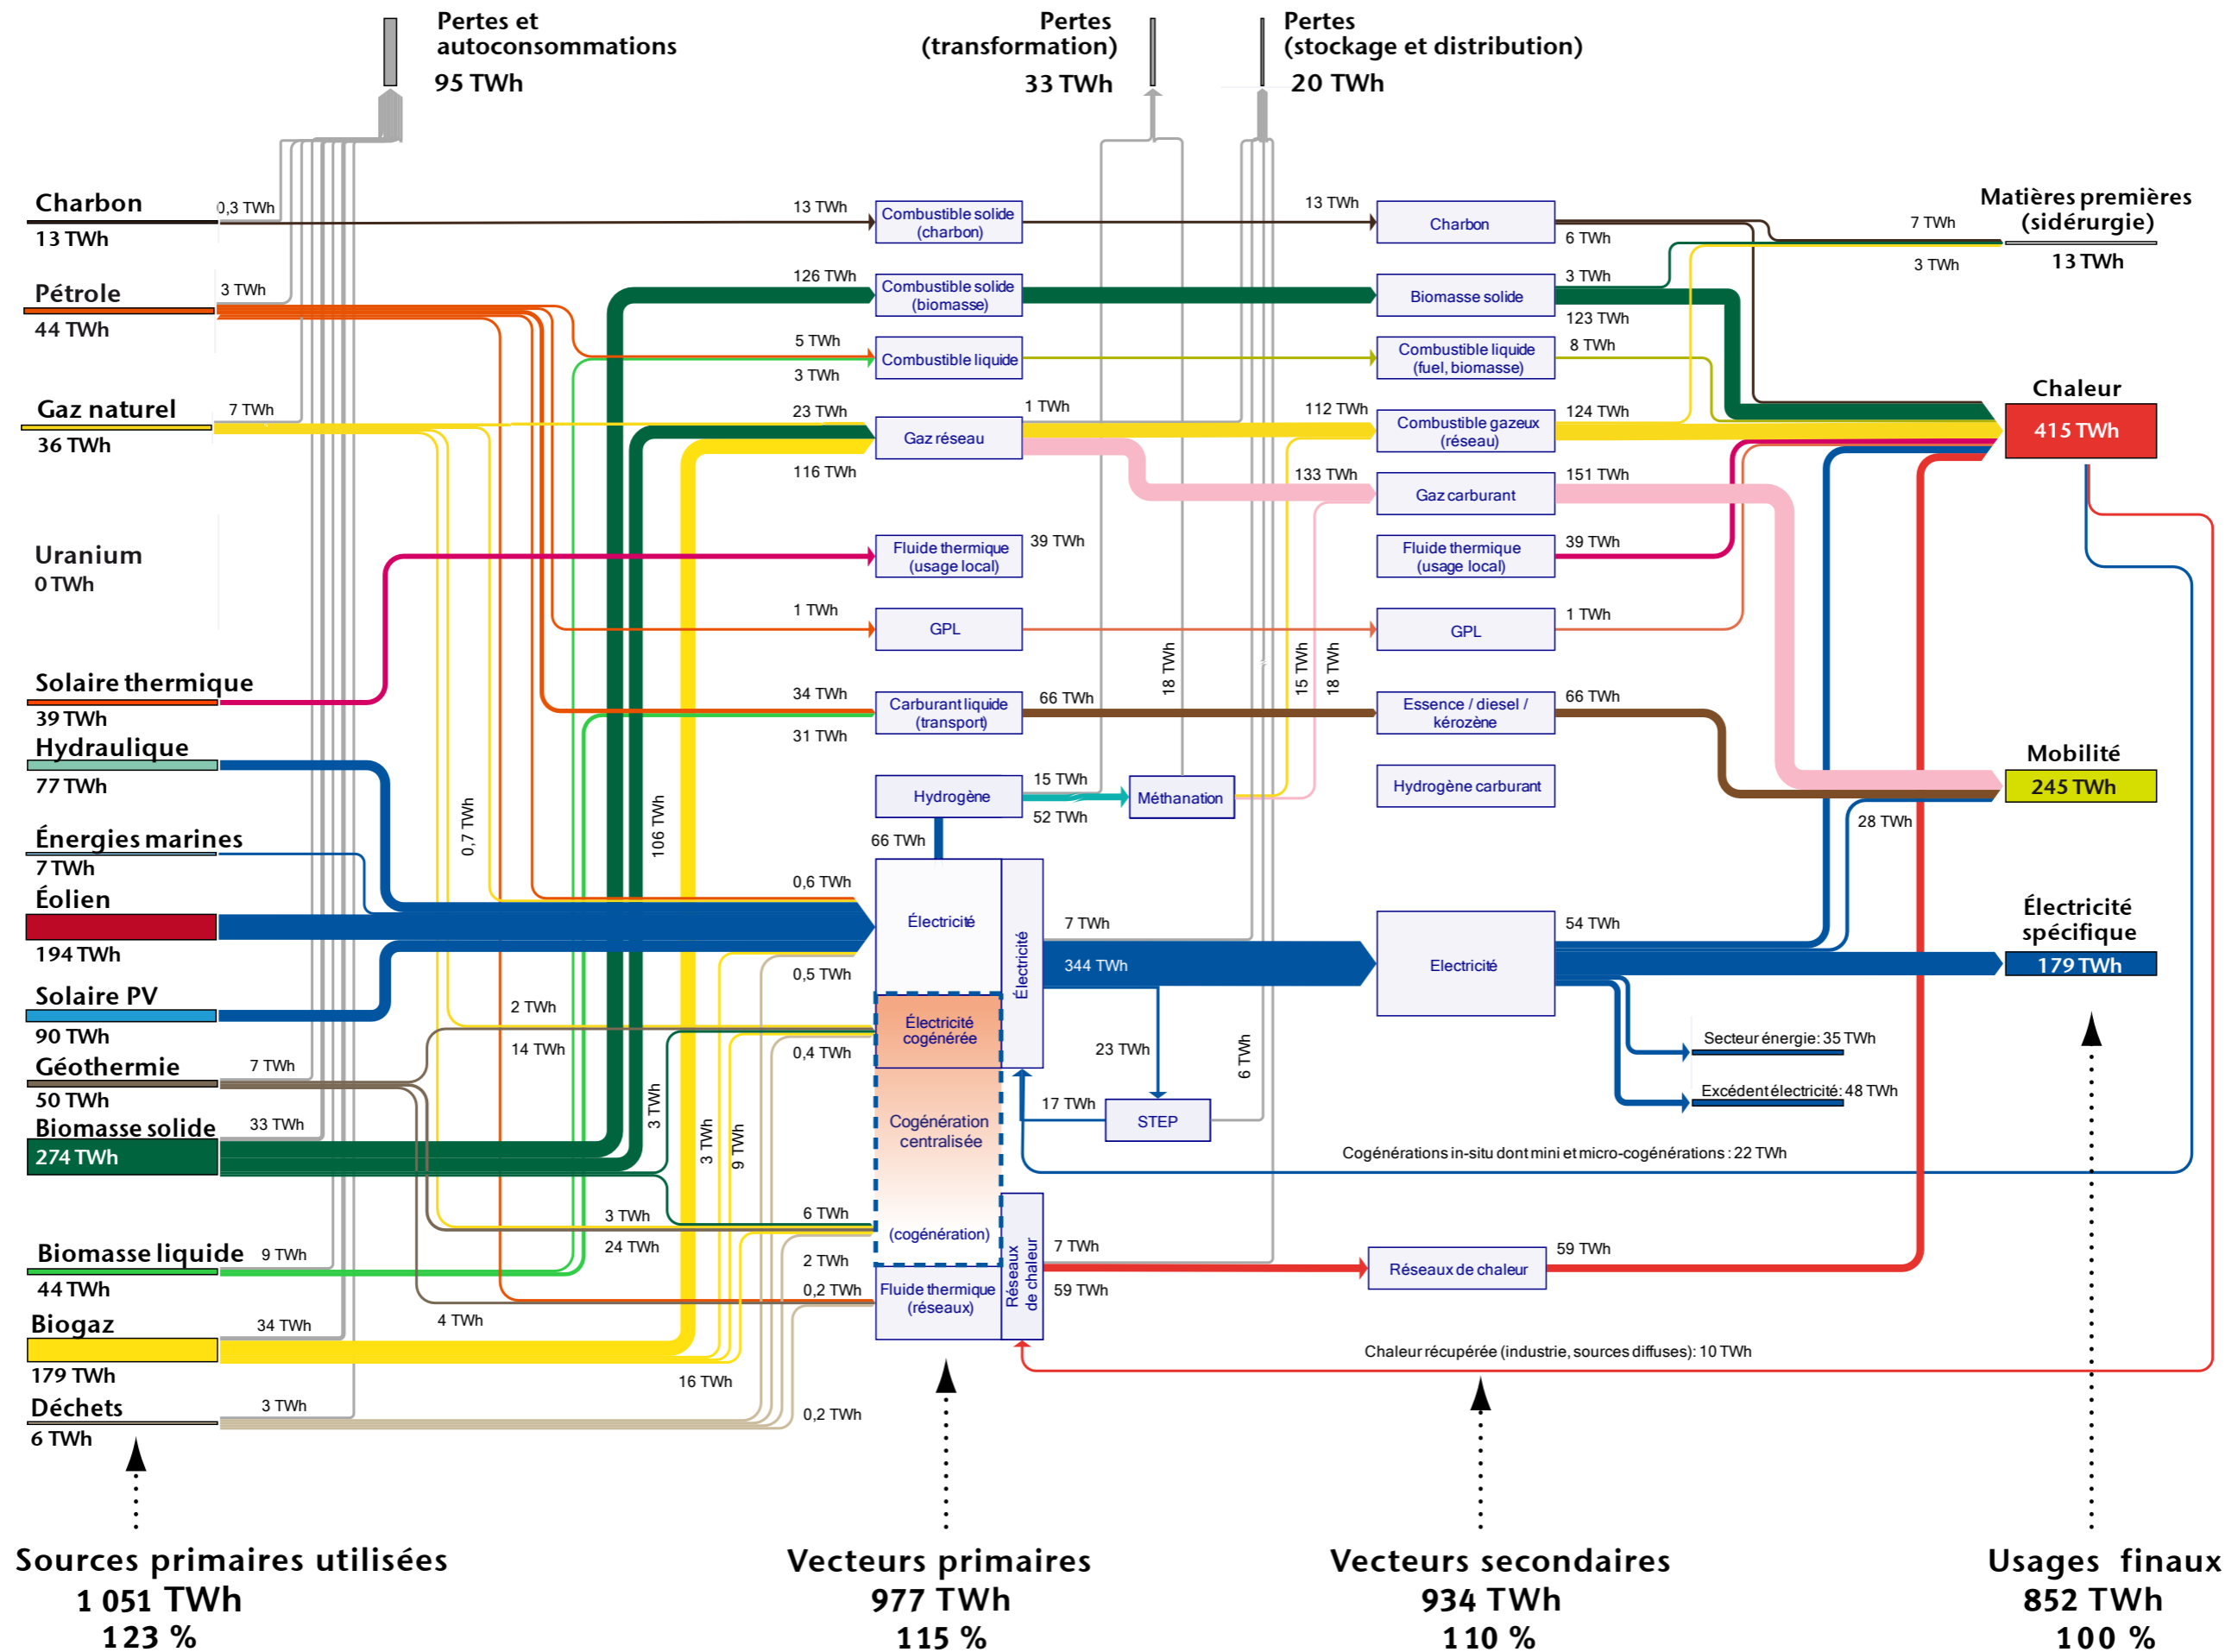 Pertes et
autoconsommations
95 TWh
Pertes
(transformation)
33 TWh
Pertes
(stockage et distribution)
20 TWh
Charbon
13 TWh
0,3 TWh
13 TWh
Combustible solide
(charbon)
13 TWh
Charbon
6 TWh
7 TWh
3 TWh
Matières premières
(sidérurgie)
13 TWh
Pétrole
44 TWh
3 TWh
126 TWh
Combustible solide
(biomasse)
Biomasse solide
3 TWh
123 TWh
5 TWh
3 TWh
Combustible liquide
Combustible liquide
(fuel, biomasse)
8 TWh
Gaz naturel
36 TWh
7 TWh
23 TWh
116 TWh
Gaz réseau
1 TWh
112 TWh
Combustible gazeux
(réseau)
124 TWh
Chaleur
415 TWh
133 TWh
Gaz carburant
151 TWh
Uranium
0 TWh
Fluide thermique
(usage local)
39 TWh
Fluide thermique
(usage local)
39 TWh
1 TWh
GPL
GPL
1 TWh
18 TWh
15 TWh
18 TWh
Solaire thermique
39 TWh
34 TWh
31 TWh
Carburant liquide
(transport)
66 TWh
Essence / diesel /
kérozène
66 TWh
Hydraulique
77 TWh
Hydrogène
15 TWh
52 TWh
Méthanation
Hydrogène carburant
Mobilité
245 TWh
28 TWh
66 TWh
0,7 TWh
106 TWh
Énergies marines
7 TWh
Éolien
194 TWh
0,6 TWh
0,5 TWh
Électricité
Électricité
7 TWh
344 TWh
Electricité
54 TWh
Électricité
spécifique
179 TWh
Solaire PV
90 TWh
2 TWh
14 TWh
0,4 TWh
Électricité
cogénérée
23 TWh
6 TWh
Secteur énergie: 35 TWh
Excédent électricité: 48 TWh
Géothermie
50 TWh
7 TWh
17 TWh
STEP
Biomasse solide
274 TWh
33 TWh
3 TWh
3 TWh
9 TWh
Cogénération
centralisée
Cogénérations in-situ dont mini et micro-cogénérations : 22 TWh
3 TWh
24 TWh
6 TWh
2 TWh
(cogénération)
Biomasse liquide
44 TWh
9 TWh
0,2 TWh
4 TWh
Fluide thermique
(réseaux)
Réseaux
de chaleur
7 TWh
59 TWh
Réseaux de chaleur
59 TWh
Biogaz
179 TWh
34 TWh
16 TWh
Chaleur récupérée (industrie, sources diffuses): 10 TWh
Déchets
6 TWh
3 TWh
0,2 TWh
Sources primaires utilisées
1 051 TWh
123 %
Vecteurs primaires
977 TWh
115 %
Vecteurs secondaires
934 TWh
110 %
Usages finaux
852 TWh
100 %